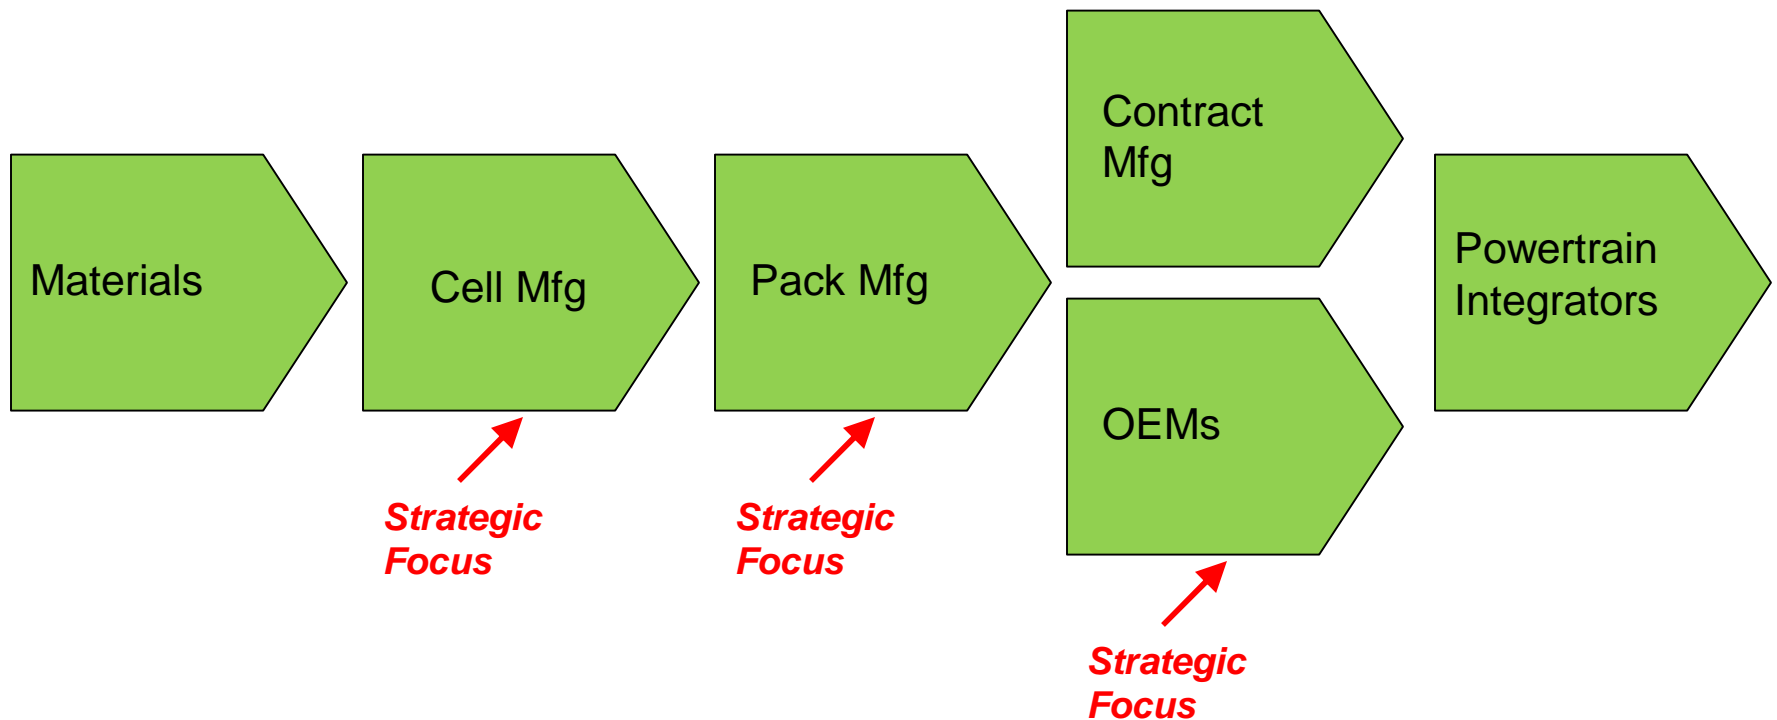 Materials
Cell Mfg
Pack Mfg
Contract
Mfg
OEMs
Powertrain
Integrators
Strategic
Focus
Strategic
Focus
Strategic
Focus